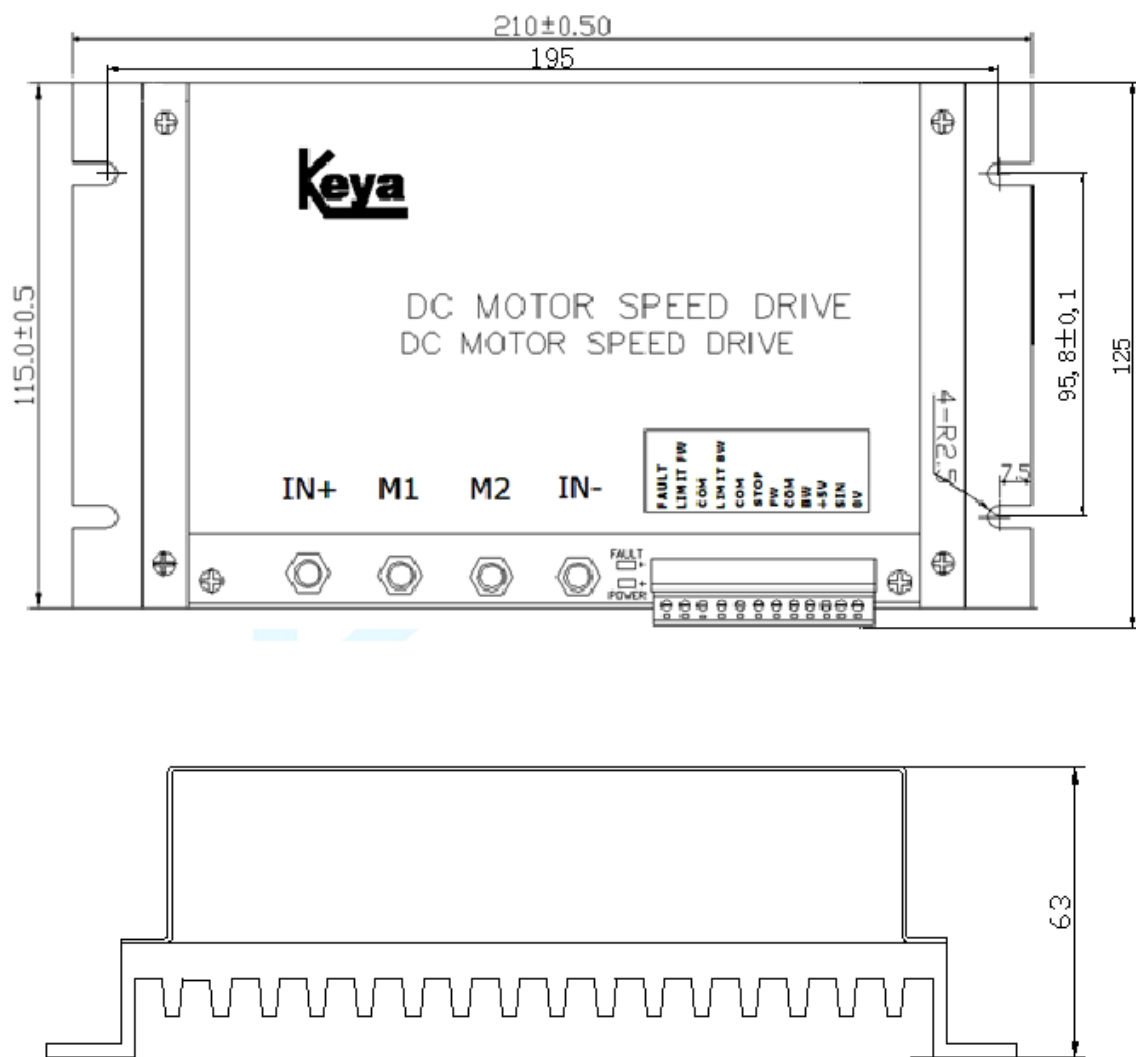 210±0.50
195
Keya
DC MOTOR SPEED DRIVE
DC MOTOR SPEED DRIVE
115.0±0.5
95,8±0,1
125
4-R2.5
7.5
IN+ M1 M2 IN-
FAULT
LIMIT FW
COM
LIMIT BW
COM
STOP
FW
COM
BW
+5V
SIN
0V
FAULT
POWER
63